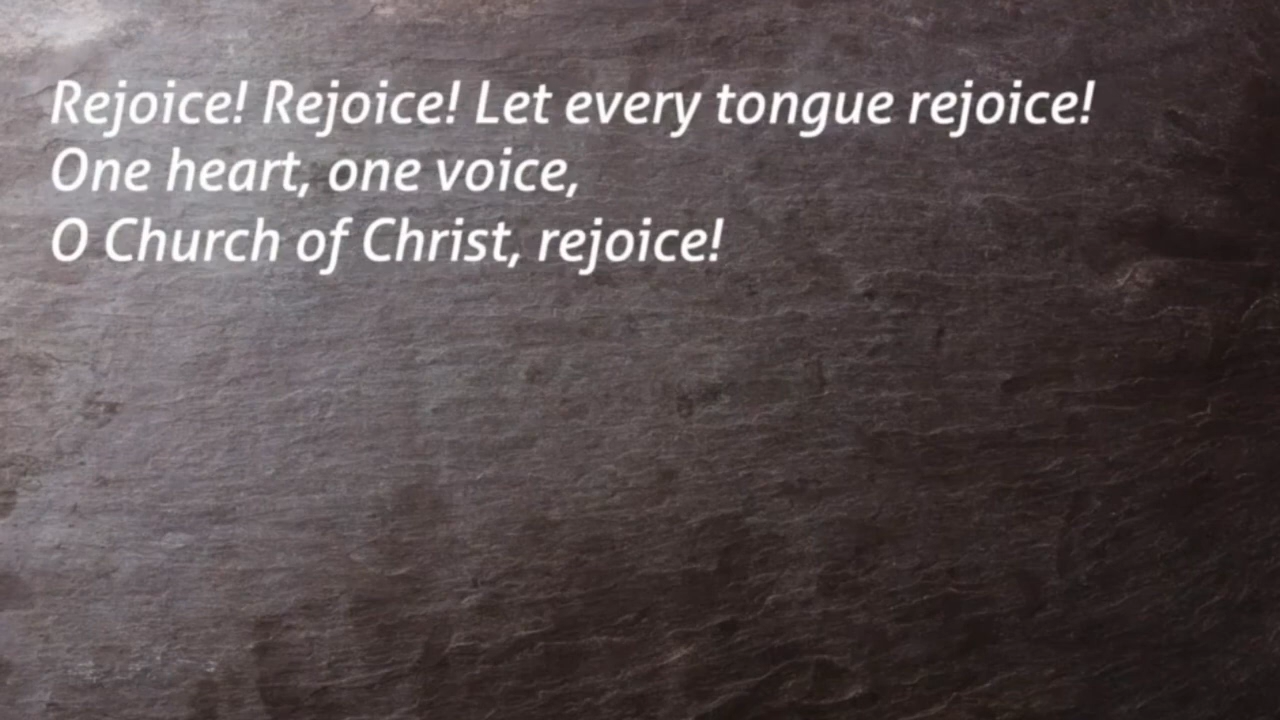 Rejoice! Rejoice! Let every tongue rejoice!
One heart, one voice,
O Church of Christ, rejoice!